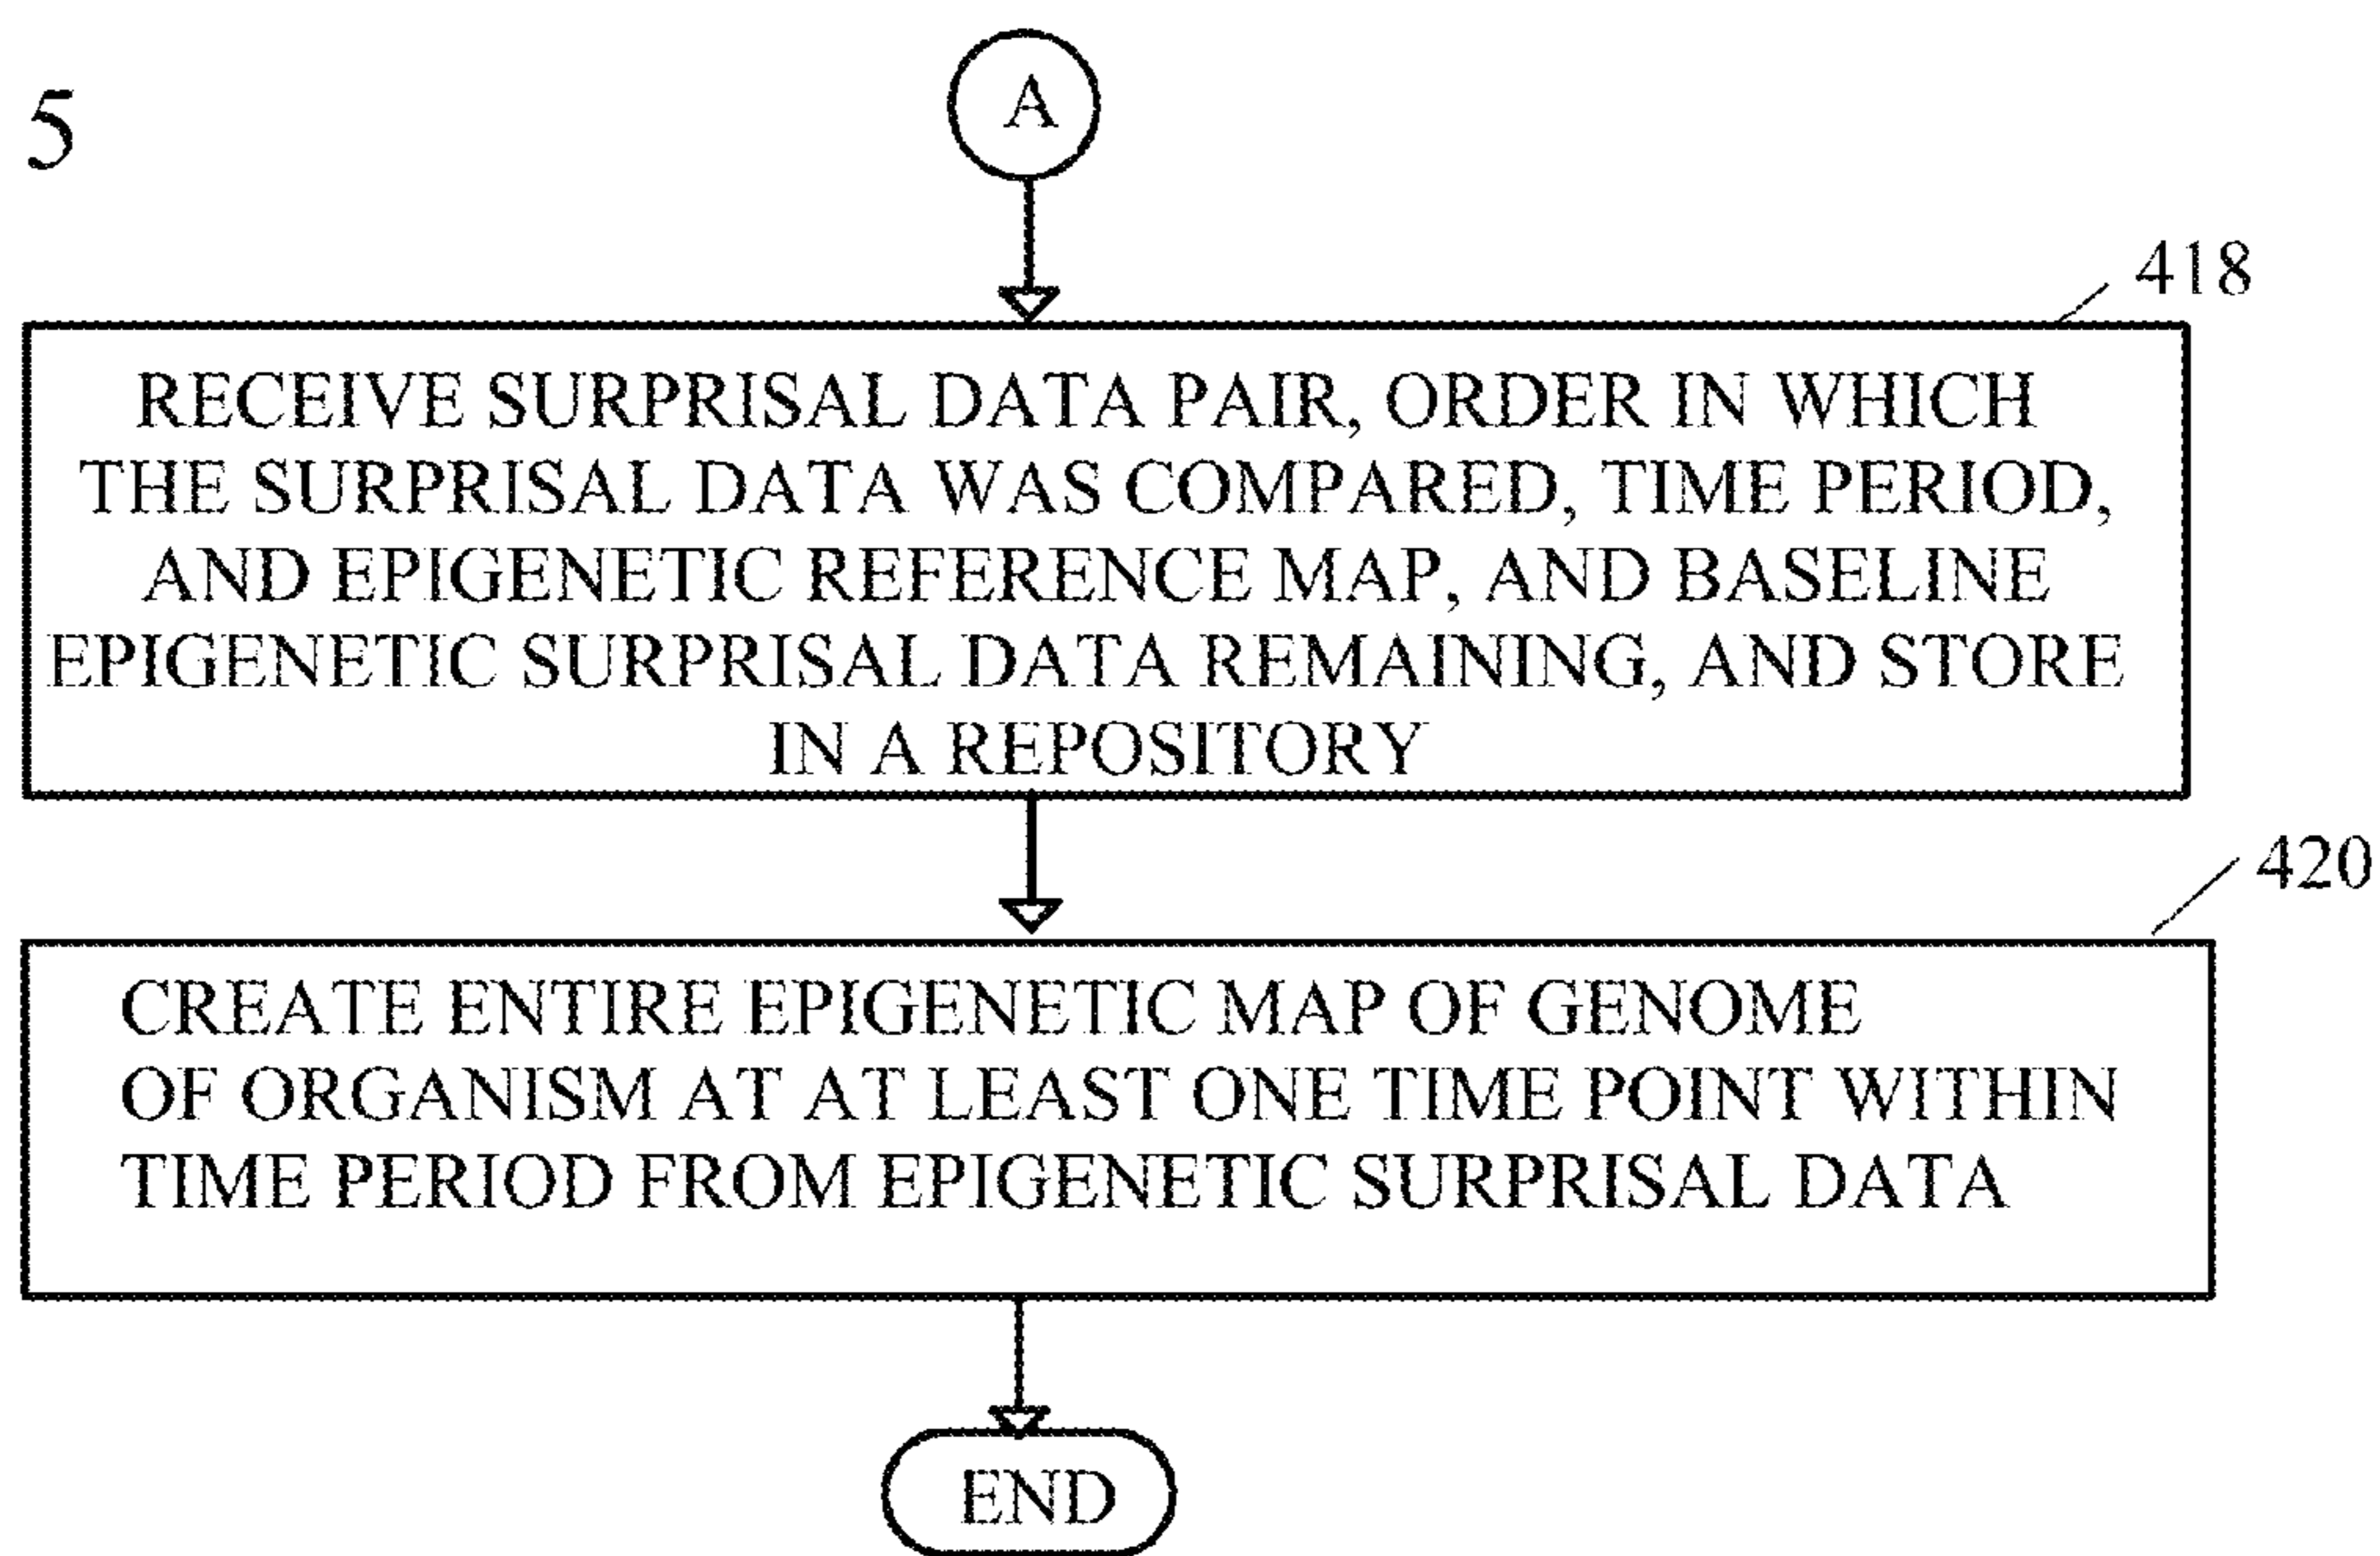 5
A
418
RECEIVE SURPRISAL DATA PAIR, ORDER IN WHICH
THE SURPRISAL DATA WAS COMPARED, TIME PERIOD,
AND EPIGENETIC REFERENCE MAP, AND BASELINE
EPIGENETIC SURPRISAL DATA REMAINING, AND STORE
IN A REPOSITORY
420
CREATE ENTIRE EPIGENETIC MAP OF GENOME
OF ORGANISM AT AT LEAST ONE TIME POINT WITHIN
TIME PERIOD FROM EPIGENETIC SURPRISAL DATA
END